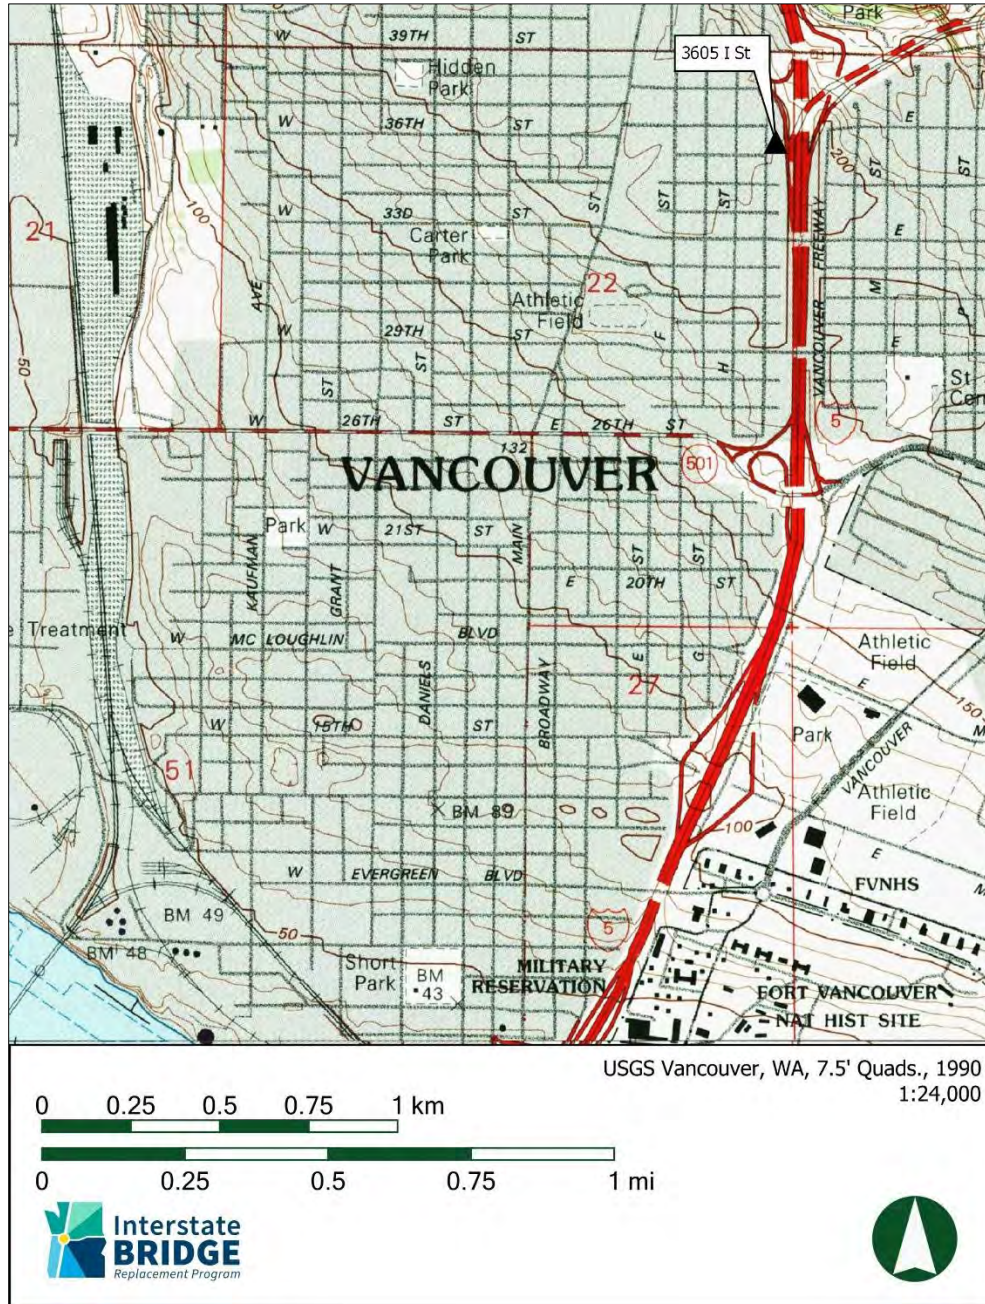 Park
W 39TH ST
3605 I St
Hidden
Park
W 36TH ST
E
200
ST
ST
100
W 33D ST
ST
ST
21
Carter
Park
E
FREEWAY
22
Athletic
Field
AVE
M
P
W 29TH ST
F
E
50
ST
ST
H
VANCOUVER
St
Cen
W 26TH ST E 26TH ST
5
132
501
VANCOUVER
Park
W 21ST ST
MAIN
ST
ST
KAUFMAN
GRANT
E 20TH ST
e Treatment
W MC LOUGHLIN BLVD
Athletic
Field
E
G
E
27
DANIELS
BROADWAY
150
W 15TH ST
Park
M
VANCOUVER
51
Athletic
Field
BM 89
100
E
W EVERGREEN BLVD
FVNHS
M
BM 49
5
50
BM 48
Short
Park
BM
43
MILITARY
RESERVATION
FORT VANCOUVER
NAT HIST SITE
USGS Vancouver, WA, 7.5' Quads., 1990
1:24,000
0 0.25 0.5 0.75 1 km
0 0.25 0.5 0.75 1 mi
Interstate
BRIDGE
Replacement Program